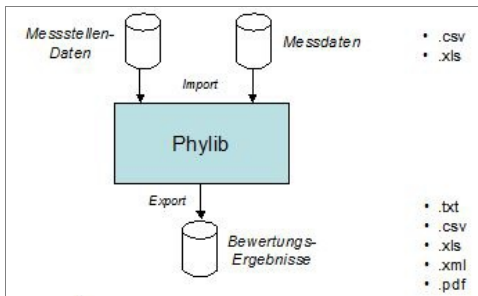 Messstellen-
Daten
Messdaten
• .csv
• .xls
Import
Phylib
Export
Bewertungs-
Ergebnisse
• .txt
• .csv
• .xls
• .xml
• .pdf